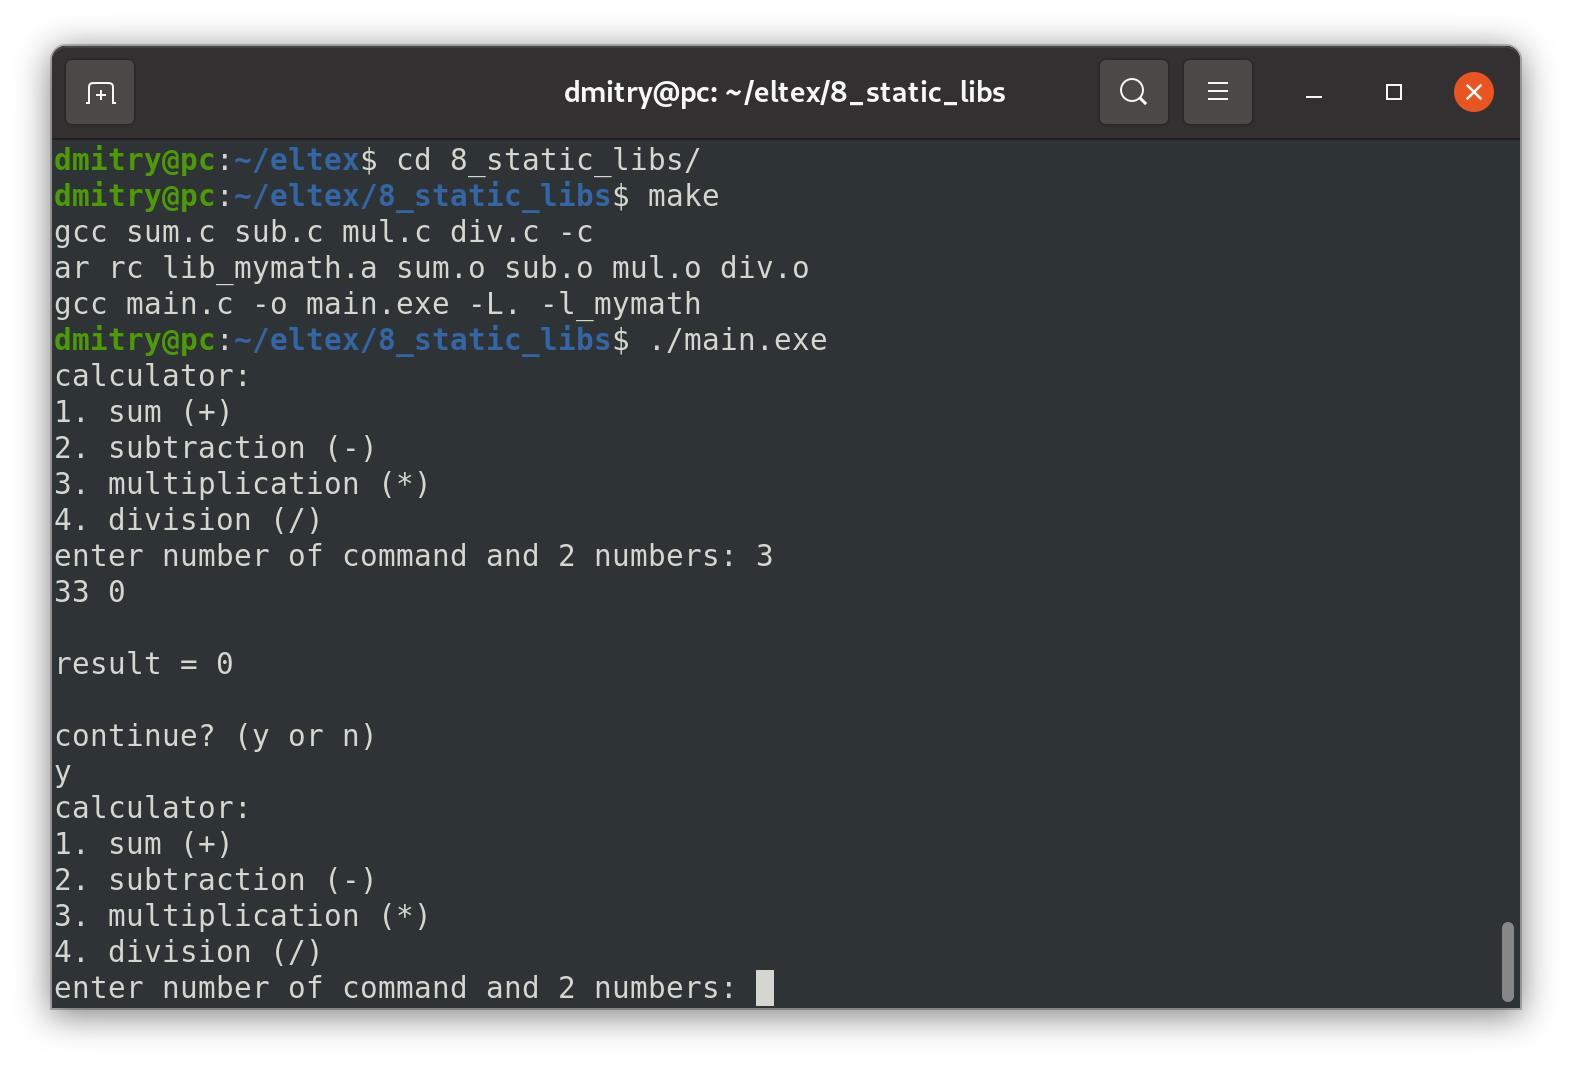 dmitry@pc: ~/eltex/8_static_libs
dmitry@pc:~/eltex$ cd 8_static_libs/
dmitry@pc:~/eltex/8_static_libs$ make
gcc sum.c sub.c mul.c div.c -c
ar rc lib_mymath.a sum.o sub.o mul.o div.o
gcc main.c -o main.exe -L. -l_mymath
dmitry@pc:~/eltex/8_static_libs$ ./main.exe
calculator:
1. sum (+)
2. subtraction (-)
3. multiplication (*)
4. division (/)
enter number of command and 2 numbers: 3
33 0

result = 0

continue? (y or n)
y
calculator:
1. sum (+)
2. subtraction (-)
3. multiplication (*)
4. division (/)
enter number of command and 2 numbers: